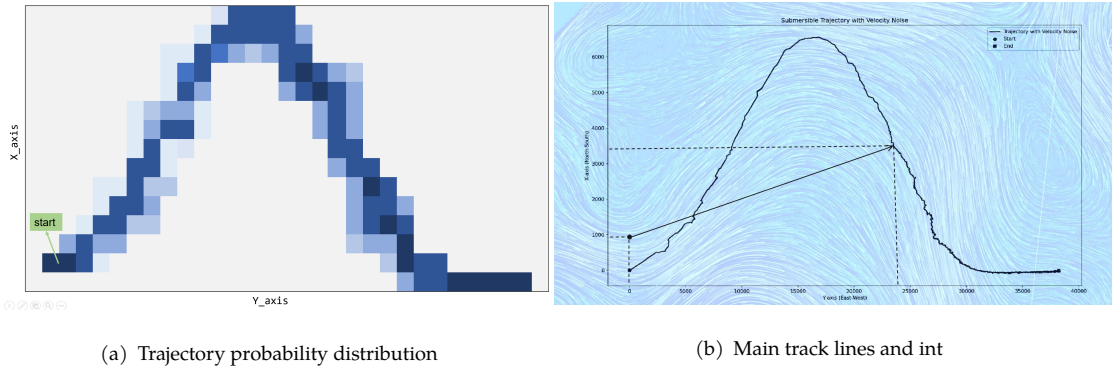 X_axis
start
Y_axis
(a) Trajectory probability distribution
Submersible Trajectory with Velocity Noise
Trajectory with Velocity Noise
Start
End
X-axis (North-South)
6000
5000
4000
3000
2000
1000
0
0
5000
10000
15000
20000
25000
30000
35000
40000
Y-axis (East-West)
(b) Main track lines and int